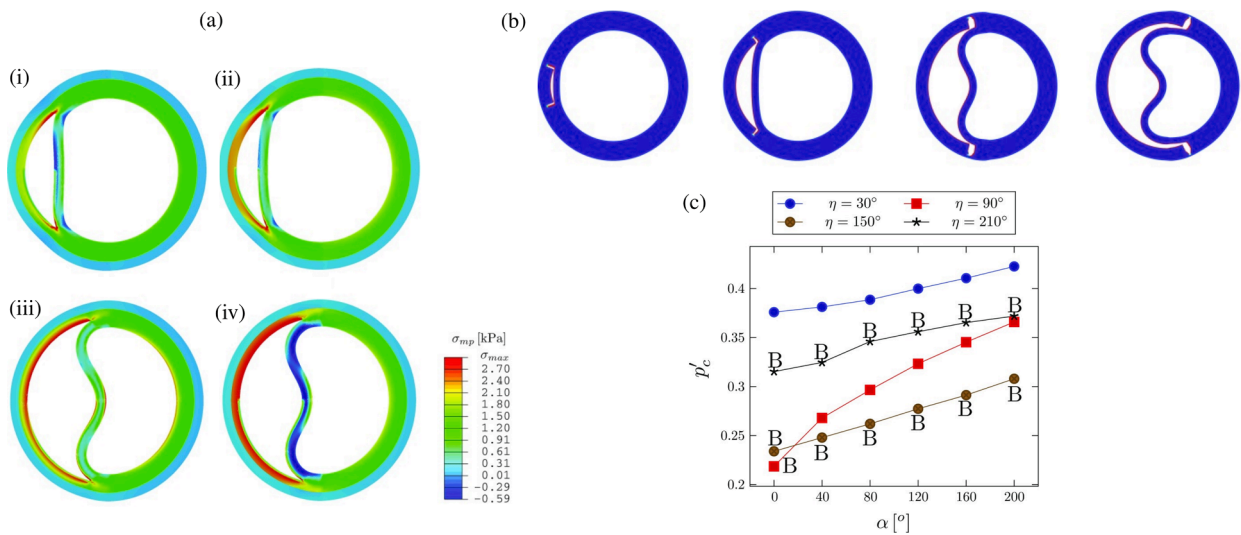 (a)
(i)
(ii)
(iii)
(iv)
σmp [kPa]
σmax
2.70
2.40
2.10
1.80
1.50
1.20
0.91
0.61
0.31
0.01
−0.29
−0.59
(b)
(c)
η = 30° η = 90°
η = 150° η = 210°
0.4
0.35
0.3
0.25
0.2
p′c
B B B B B B
B B B B B B
B
0 40 80 120 160 200
α [o]